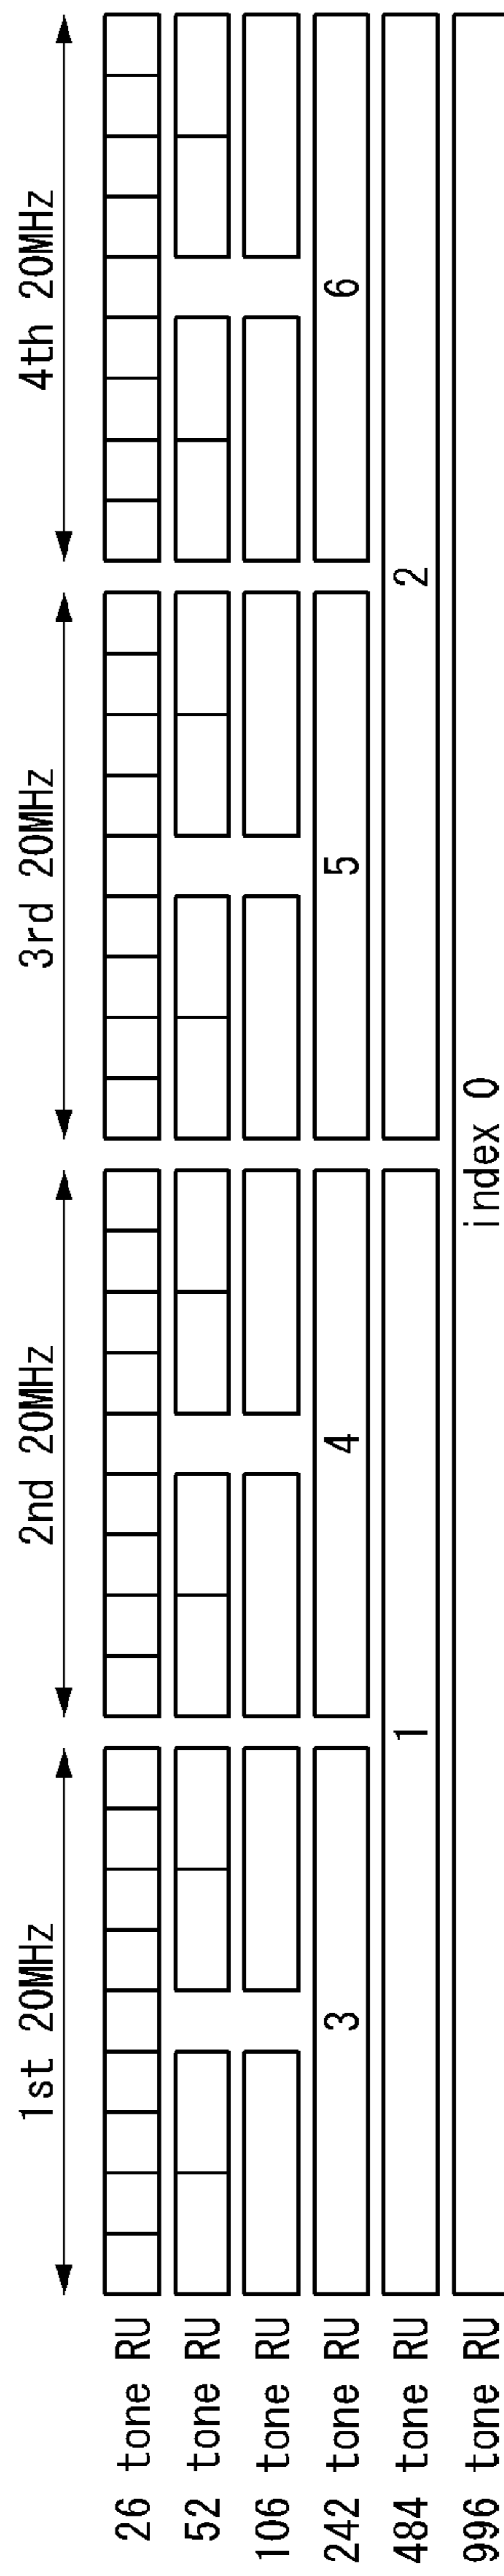 1st 20MHz 2nd 20MHz 3rd 20MHz 4th 20MHz
26 tone RU
52 tone RU
106 tone RU
242 tone RU 3 4 5 6
484 tone RU 1 2
996 tone RU index 0